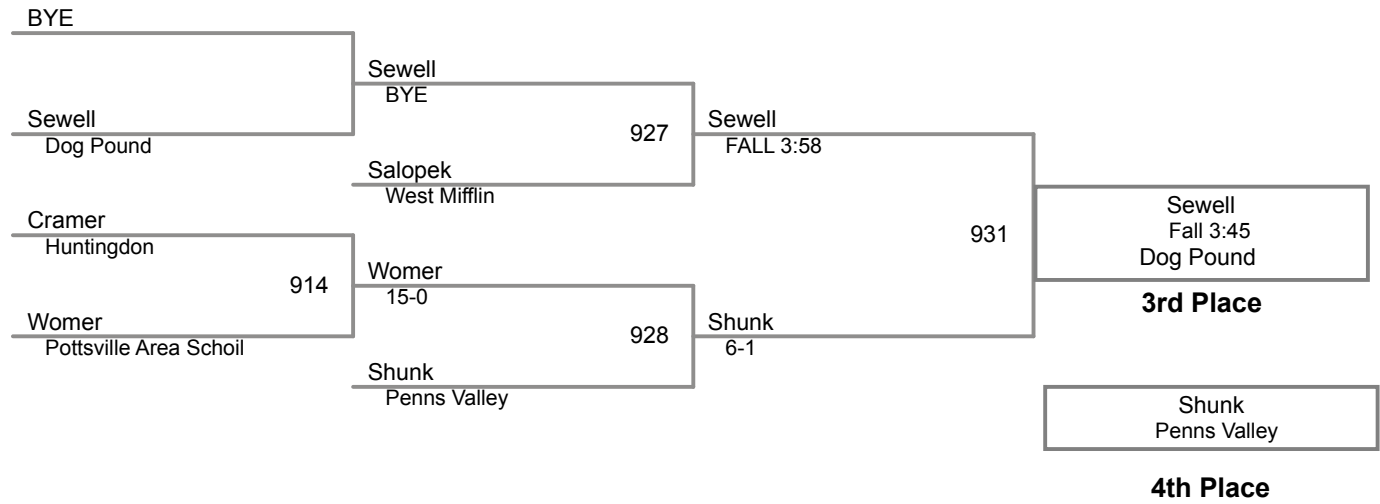 BYE
Sewell
Dog Pound
Cramer
Huntingdon
914
Womer
Pottsville Area Schoil
Sewell
BYE
927
Salopek
West Mifflin
Womer
15-0
928
Shunk
Penns Valley
Sewell
FALL 3:58
931
Shunk
6-1
Sewell
Fall 3:45
Dog Pound
3rd Place
Shunk
Penns Valley
4th Place